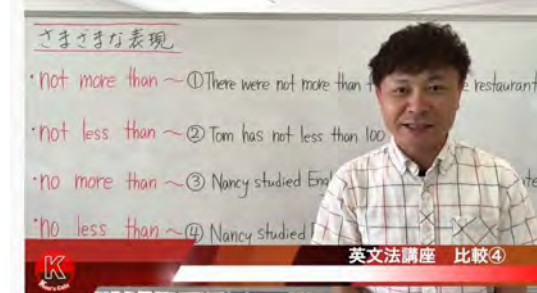 さまざまな表現
・not more than ～ ① There were not more than restaurant
・not less than ～ ② Tom has not less than 100
・no more than ～ ③ Nancy studied
・no less than ～ ④ Nancy studied
英文法講座 比較④
K